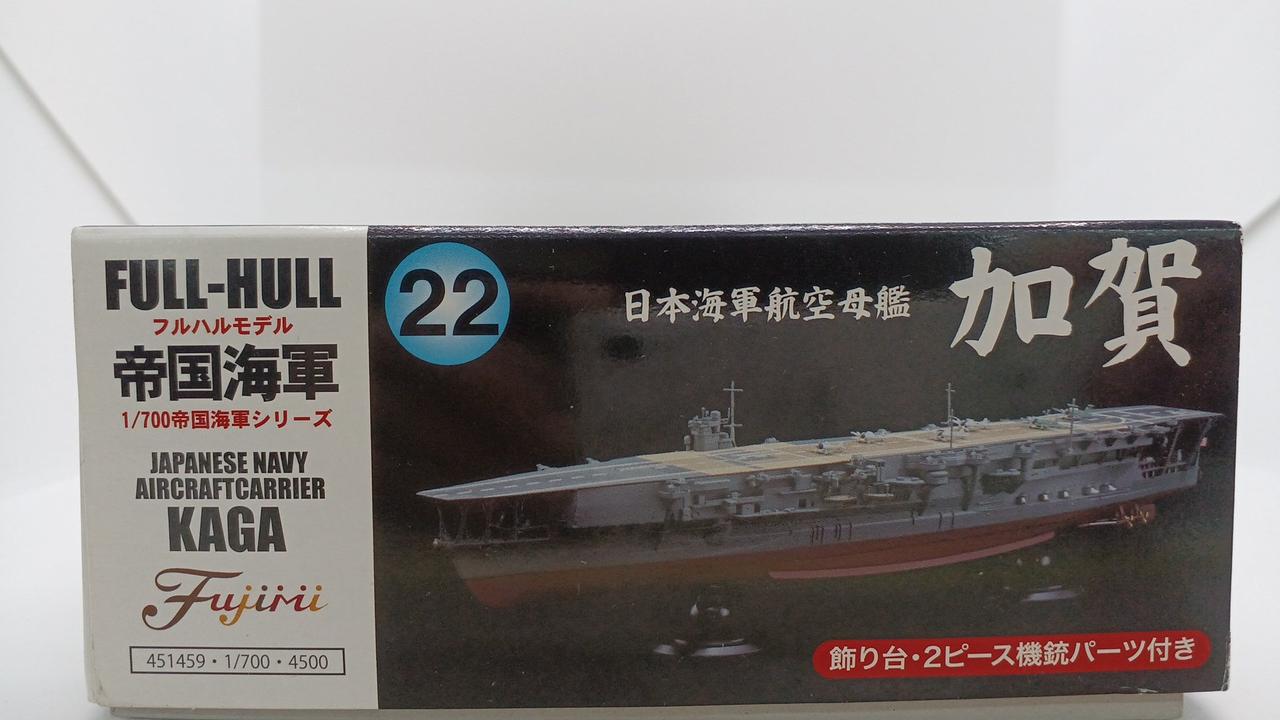 FULL-HULL
フルハルモデル
帝国海軍
1/700帝国海軍シリーズ
JAPANESE NAVY
AIRCRAFTCARRIER
KAGA
Fujimi
451459・1/700・4500
22
日本海軍航空母艦 加賀
飾り台・2ピース機銃パーツ付き